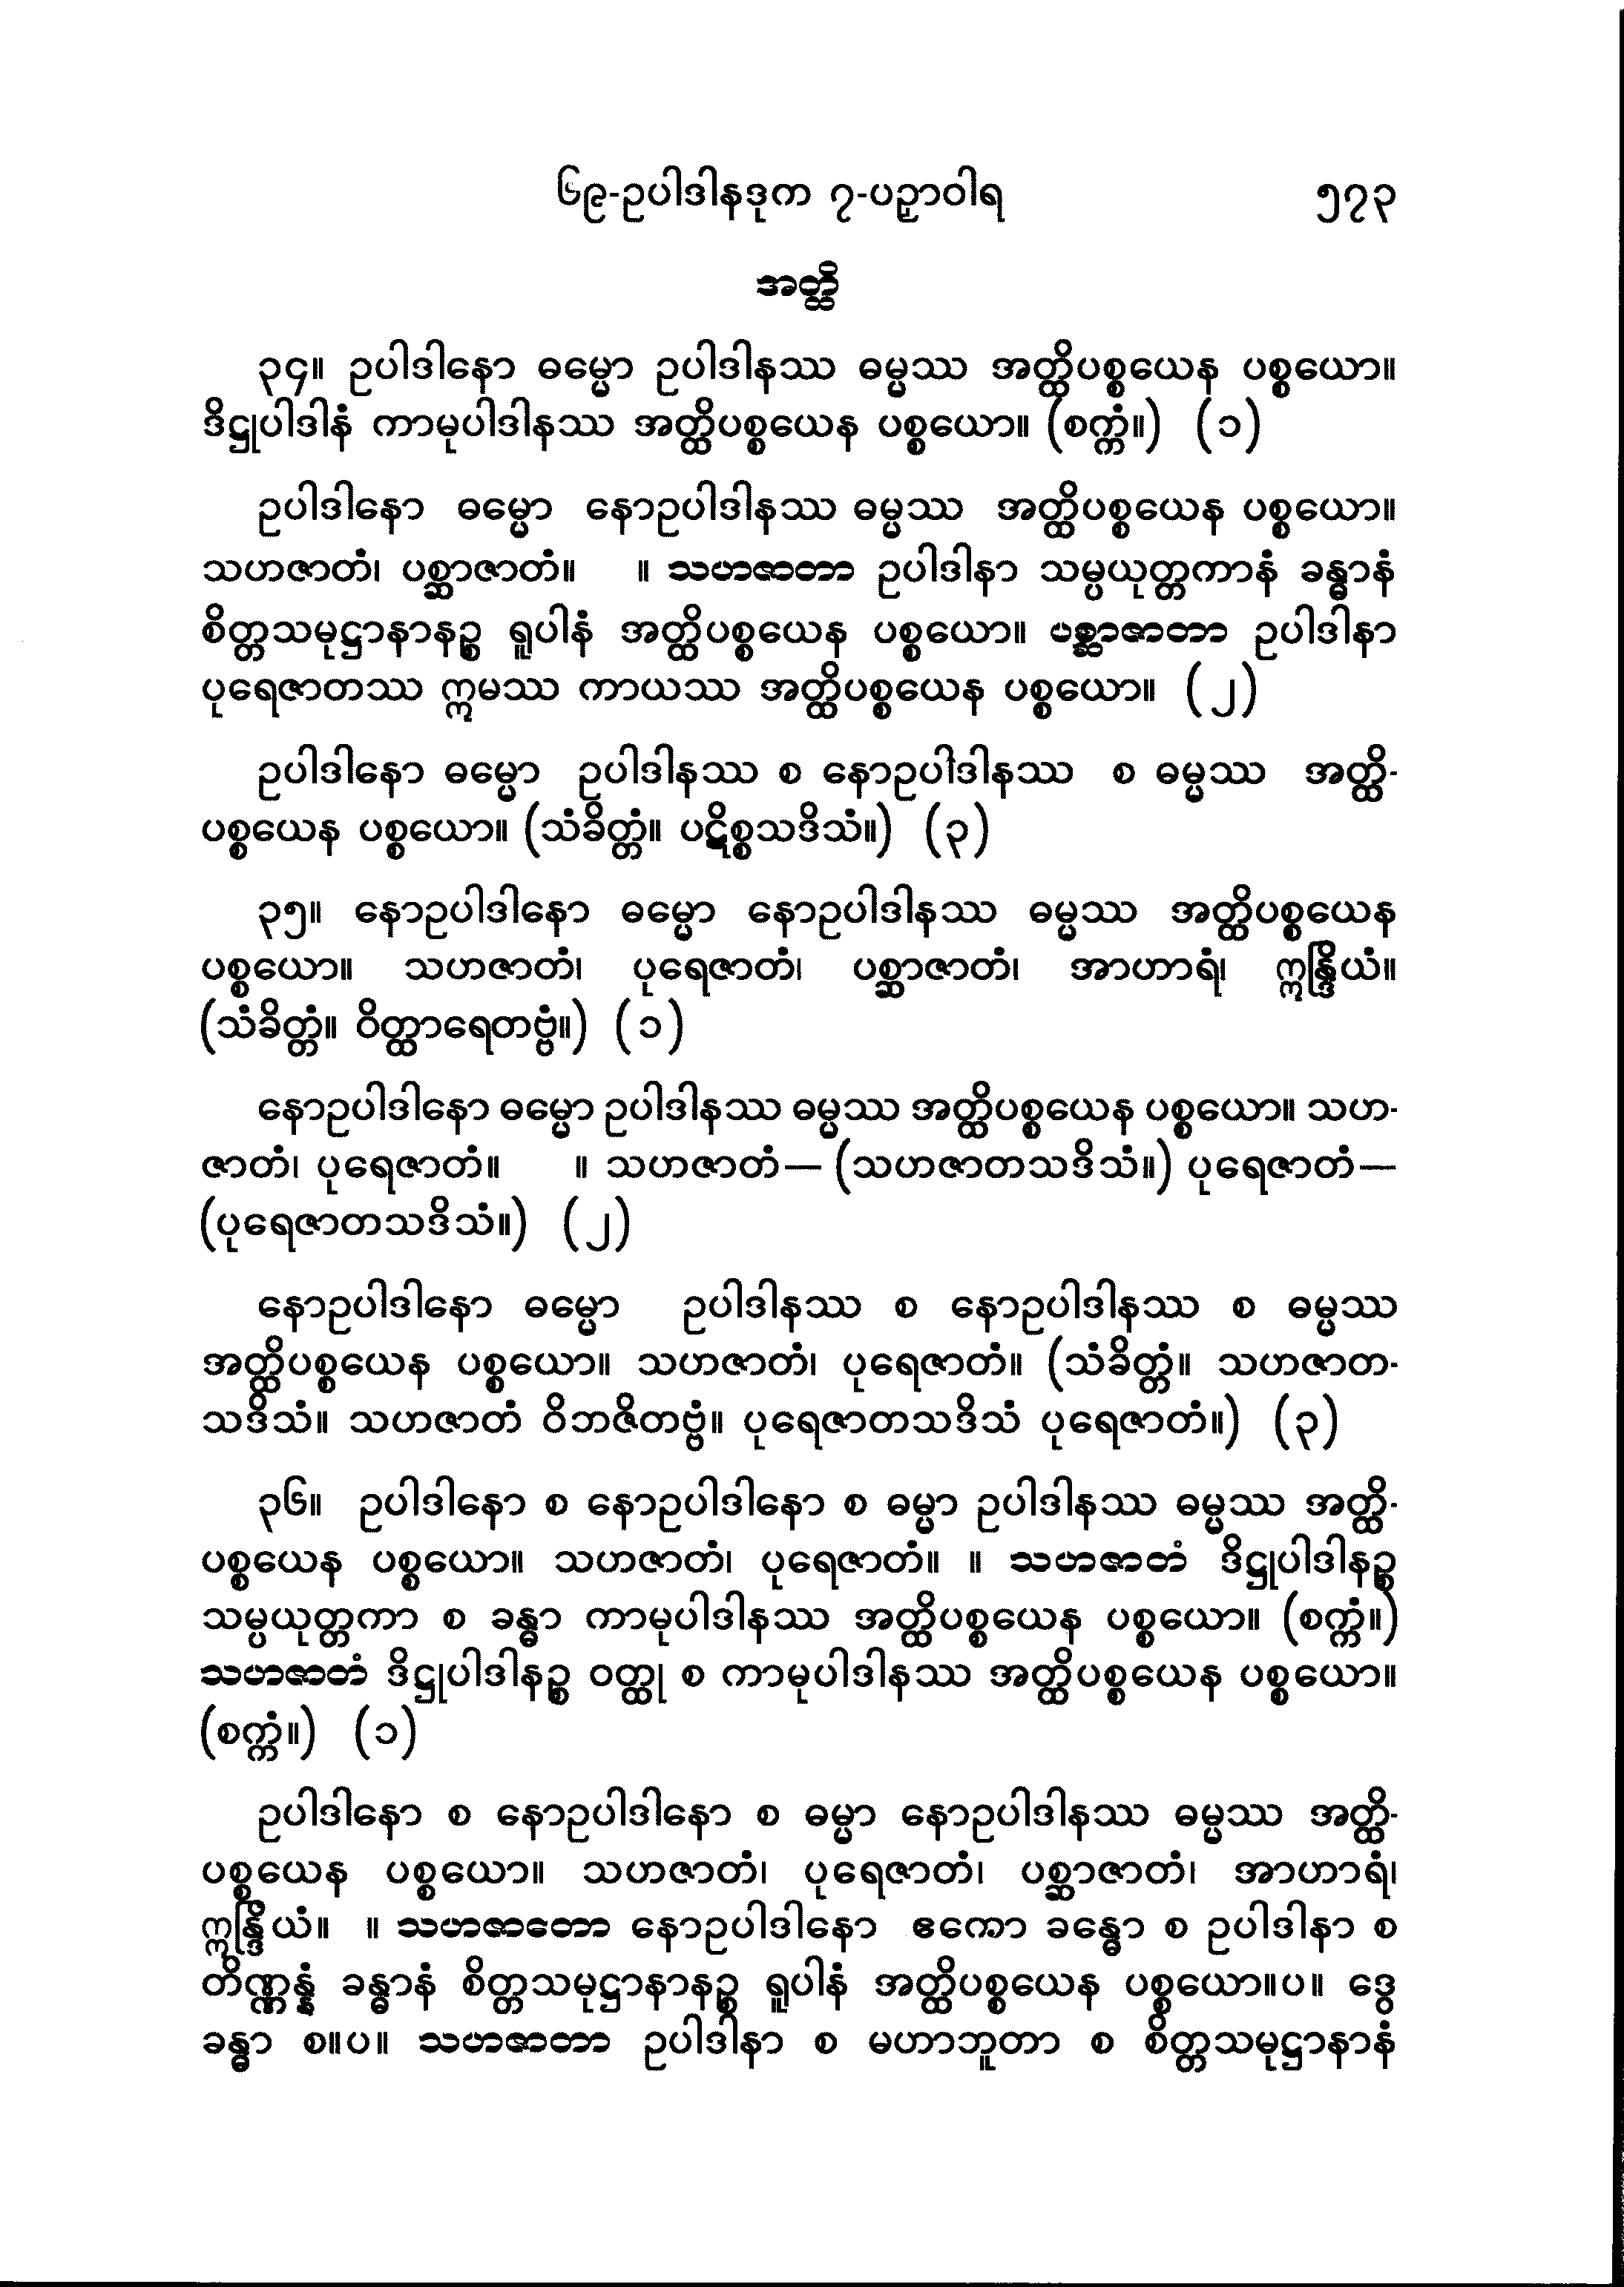 ၆၉-ဥပါဒါနဒုက ၇-ပဉှာဝါရ ၅၇၃
အတ္ထိ
၃၄။ ဥပါဒါနော ဓမ္မော ဥပါဒါနဿ ဓမ္မဿ အတ္ထိပစ္စယေန ပစ္စယော။
ဒိဋ္ဌုပါဒါနံ ကာမုပါဒါနဿ အတ္ထိပစ္စယေန ပစ္စယော။ (စက္ကံ။) (၁)
ဥပါဒါနော ဓမ္မော နောဥပါဒါနဿ ဓမ္မဿ အတ္ထိပစ္စယေန ပစ္စယော။
သဟဇာတံ၊ ပစ္ဆာဇာတံ။ ။ သဟဇာတာ ဥပါဒါနာ သမ္ပယုတ္တကာနံ ခန္ဓာနံ
စိတ္တသမုဋ္ဌာနာနဉ္စ ရူပါနံ အတ္ထိပစ္စယေန ပစ္စယော။ ပစ္ဆာဇာတာ ဥပါဒါနာ
ပုရေဇာတဿ ဣမဿ ကာယဿ အတ္ထိပစ္စယေန ပစ္စယော။ (၂)
ဥပါဒါနော ဓမ္မော ဥပါဒါနဿ စ နောဥပါဒါနဿ စ ဓမ္မဿ အတ္ထိ-
ပစ္စယေန ပစ္စယော။ (သံခိတ္တံ။ ပဋိစ္စသဒိသံ။) (၃)
၃၅။ နောဥပါဒါနော ဓမ္မော နောဥပါဒါနဿ ဓမ္မဿ အတ္ထိပစ္စယေန
ပစ္စယော။ သဟဇာတံ၊ ပုရေဇာတံ၊ ပစ္ဆာဇာတံ၊ အာဟာရံ၊ ဣန္ဒြိယံ။
(သံခိတ္တံ။ ဝိတ္ထာရေတဗ္ဗံ။) (၁)
နောဥပါဒါနော ဓမ္မော ဥပါဒါနဿ ဓမ္မဿ အတ္ထိပစ္စယေန ပစ္စယော။ သဟ-
ဇာတံ၊ ပုရေဇာတံ။ ။ သဟဇာတံ— (သဟဇာတသဒိသံ။) ပုရေဇာတံ—
(ပုရေဇာတသဒိသံ။) (၂)
နောဥပါဒါနော ဓမ္မော ဥပါဒါနဿ စ နောဥပါဒါနဿ စ ဓမ္မဿ
အတ္ထိပစ္စယေန ပစ္စယော။ သဟဇာတံ၊ ပုရေဇာတံ။ (သံခိတ္တံ။ သဟဇာတ-
သဒိသံ။ သဟဇာတံ ဝိဘဇိတဗ္ဗံ။ ပုရေဇာတသဒိသံ ပုရေဇာတံ။) (၃)
၃၆။ ဥပါဒါနော စ နောဥပါဒါနော စ ဓမ္မာ ဥပါဒါနဿ ဓမ္မဿ အတ္ထိ-
ပစ္စယေန ပစ္စယော။ သဟဇာတံ၊ ပုရေဇာတံ။ ။ သဟဇာတံ ဒိဋ္ဌုပါဒါနဉ္စ
သမ္ပယုတ္တကာ စ ခန္ဓာ ကာမုပါဒါနဿ အတ္ထိပစ္စယေန ပစ္စယော။ (စက္ကံ။)
သဟဇာတံ ဒိဋ္ဌုပါဒါနဉ္စ ဝတ္ထု စ ကာမုပါဒါနဿ အတ္ထိပစ္စယေန ပစ္စယော။
(စက္ကံ။) (၁)
ဥပါဒါနော စ နောဥပါဒါနော စ ဓမ္မာ နောဥပါဒါနဿ ဓမ္မဿ အတ္ထိ-
ပစ္စယေန ပစ္စယော။ သဟဇာတံ၊ ပုရေဇာတံ၊ ပစ္ဆာဇာတံ၊ အာဟာရံ၊
ဣန္ဒြိယံ။ ။ သဟဇာတော နောဥပါဒါနော ဧကော ခန္ဓော စ ဥပါဒါနာ စ
တိဏ္ဏန္နံ ခန္ဓာနံ စိတ္တသမုဋ္ဌာနာနဉ္စ ရူပါနံ အတ္ထိပစ္စယေန ပစ္စယော။ပ။ ဒွေ
ခန္ဓာ စ။ပ။ သဟဇာတာ ဥပါဒါနာ စ မဟာဘူတာ စ စိတ္တသမုဋ္ဌာနာနံ